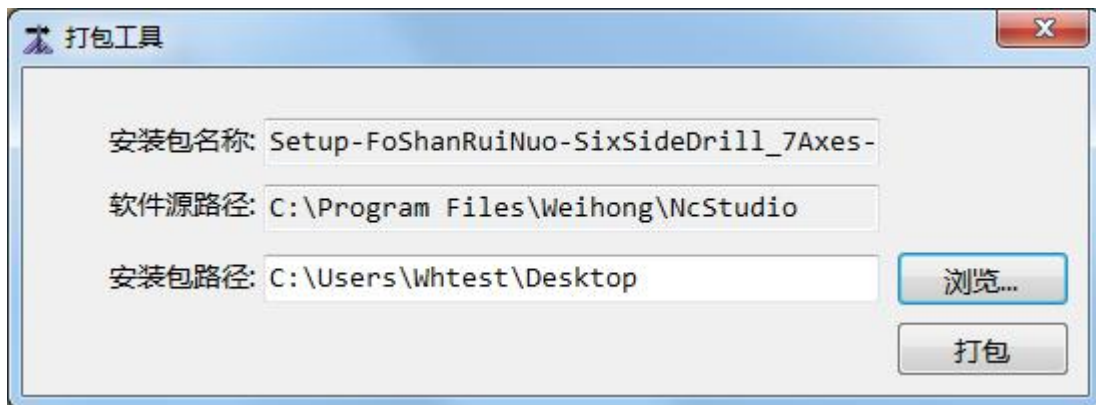 打包工具
安装包名称: Setup-FoShanRuiNuo-SixSideDrill_7Axes-
软件源路径: C:\Program Files\Weihong\NcStudio
安装包路径: C:\Users\Whtest\Desktop 浏览...
打包